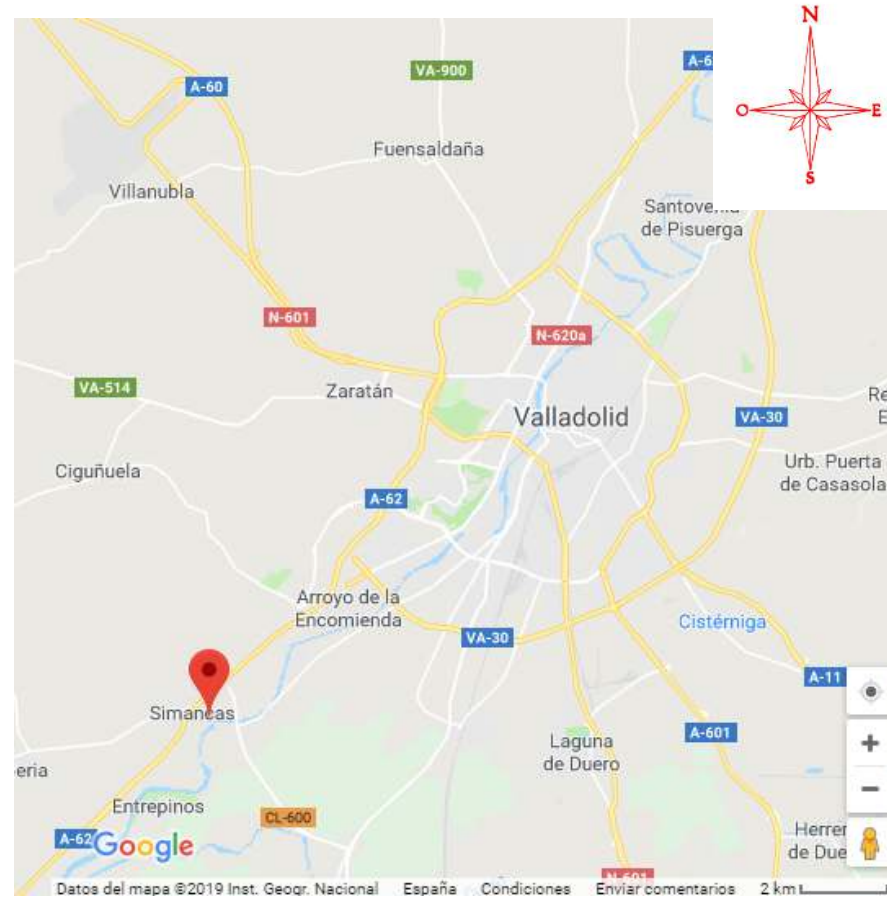 N
O
E
S
A-60
VA-900
A-6
Fuensaldaña
Villanubla
de Pisuerga
N-601
N-620a
VA-514
Zaratán
Valladolid
VA-30
Re
E
Urb. Puerta
de Casasola
Ciguñuela
A-62
Arroyo de la
Encomienda
VA-30
Cistérniga
A-11
Simancas
Laguna
de Duero
A-601
eria
Entrepinos
CL-600
A-62
Google
Herrer
de Due
N-601
Datos del mapa ©2019 Inst. Geogr. Nacional España Condiciones Enviar comentarios 2 km